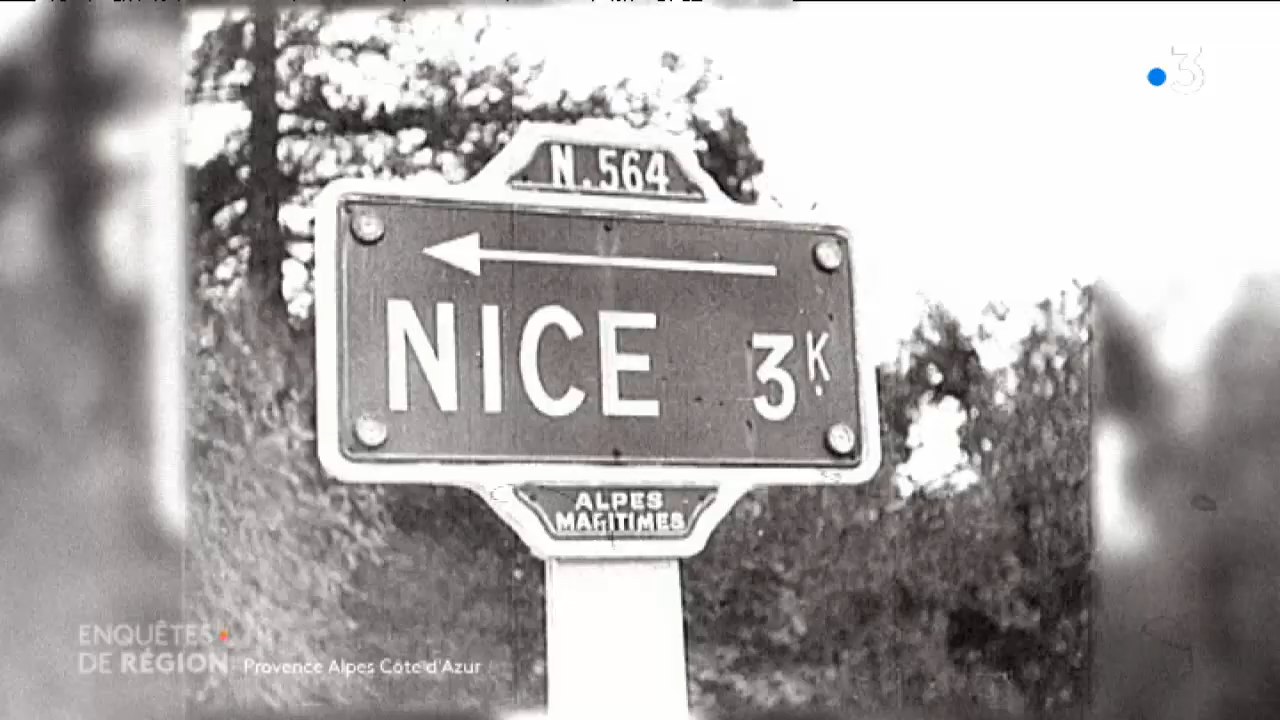 3
N.564
NICE 3K
ALPES
MARITIMES
ENQUÊTES
DE RÉGION Provence Alpes Côte d'Azur